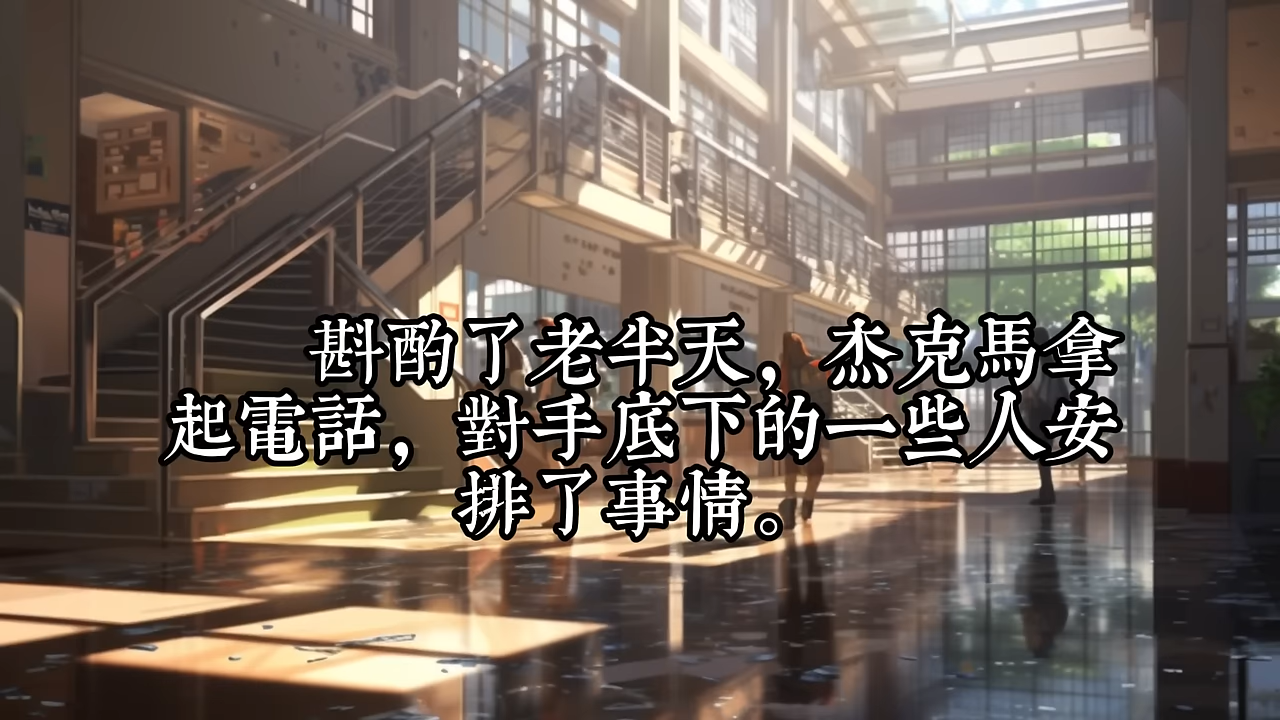 斟酌了老半天，杰克馬拿
起電話，對手底下的一些人安
排了事情。